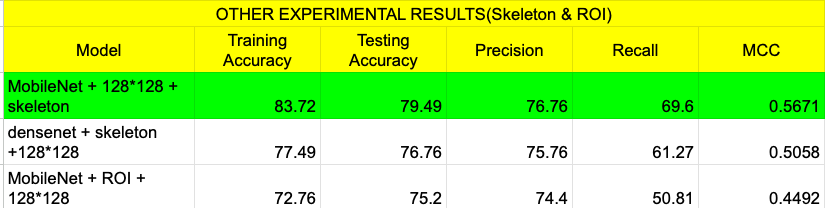 OTHER EXPERIMENTAL RESULTS(Skeleton & ROI)
Model Training Accuracy Testing Accuracy Precision Recall MCC
MobileNet + 128*128 +
skeleton 83.72 79.49 76.76 69.6 0.5671
densenet + skeleton
+128*128 77.49 76.76 75.76 61.27 0.5058
MobileNet + ROI +
128*128 72.76 75.2 74.4 50.81 0.4492